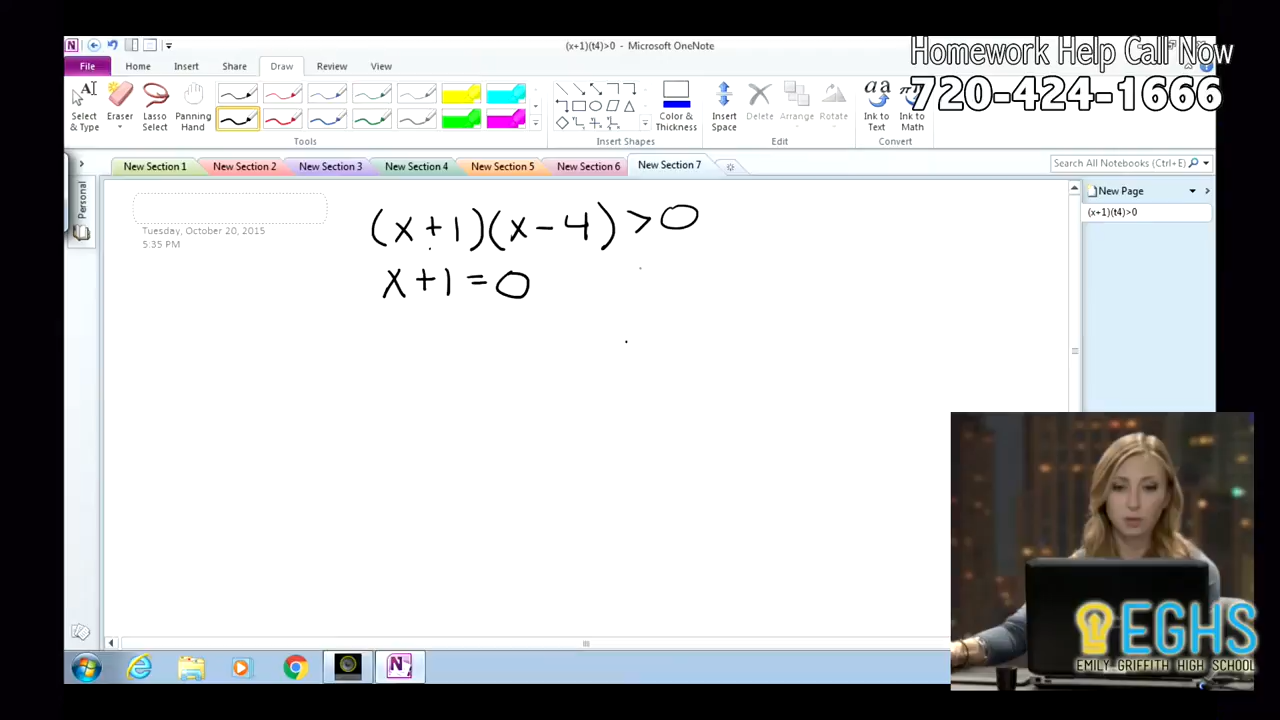 (x+1)(t4)>0 - Microsoft OneNote
Homework Help Call Now
720-424-1666
File Home Insert Share Draw Review View
Select & Type
Eraser
Lasso Select
Panning Hand
Color & Thickness
Insert Space
Delete
Arrange
Rotate
Ink to Text
Ink to Math
Tools
Insert Shapes
Edit
Convert
New Section 1
New Section 2
New Section 3
New Section 4
New Section 5
New Section 6
New Section 7
Search All Notebooks (Ctrl+E)
Personal
New Page
(x+1)(t4)>0
Tuesday, October 20, 2015
5:35 PM
(x+1)(x-4)>0
x+1=0
EGHS
EMILY GRIFFITH HIGH SCHOOL